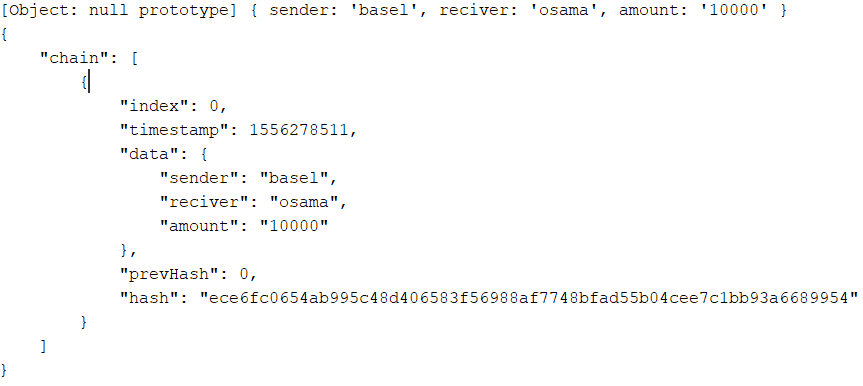 [Object: null prototype] { sender: 'basel', reciver: 'osama', amount: '10000' }
{
    "chain": [
        {
            "index": 0,
            "timestamp": 1556278511,
            "data": {
                "sender": "basel",
                "reciver": "osama",
                "amount": "10000"
            },
            "prevHash": 0,
            "hash": "ece6fc0654ab995c48d406583f56988af7748bfad55b04cee7c1bb93a6689954"
        }
    ]
}